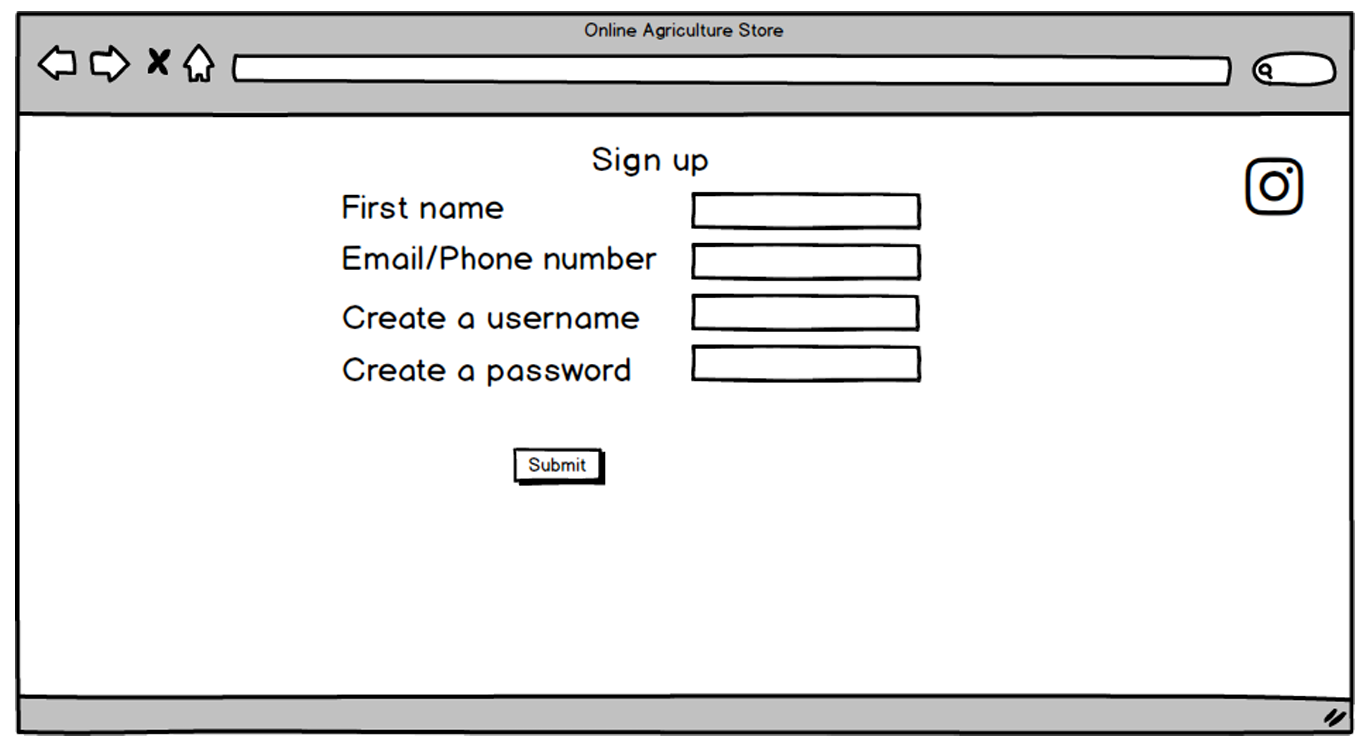 Online Agriculture Store
Sign up
First name
Email/Phone number
Create a username
Create a password
Submit